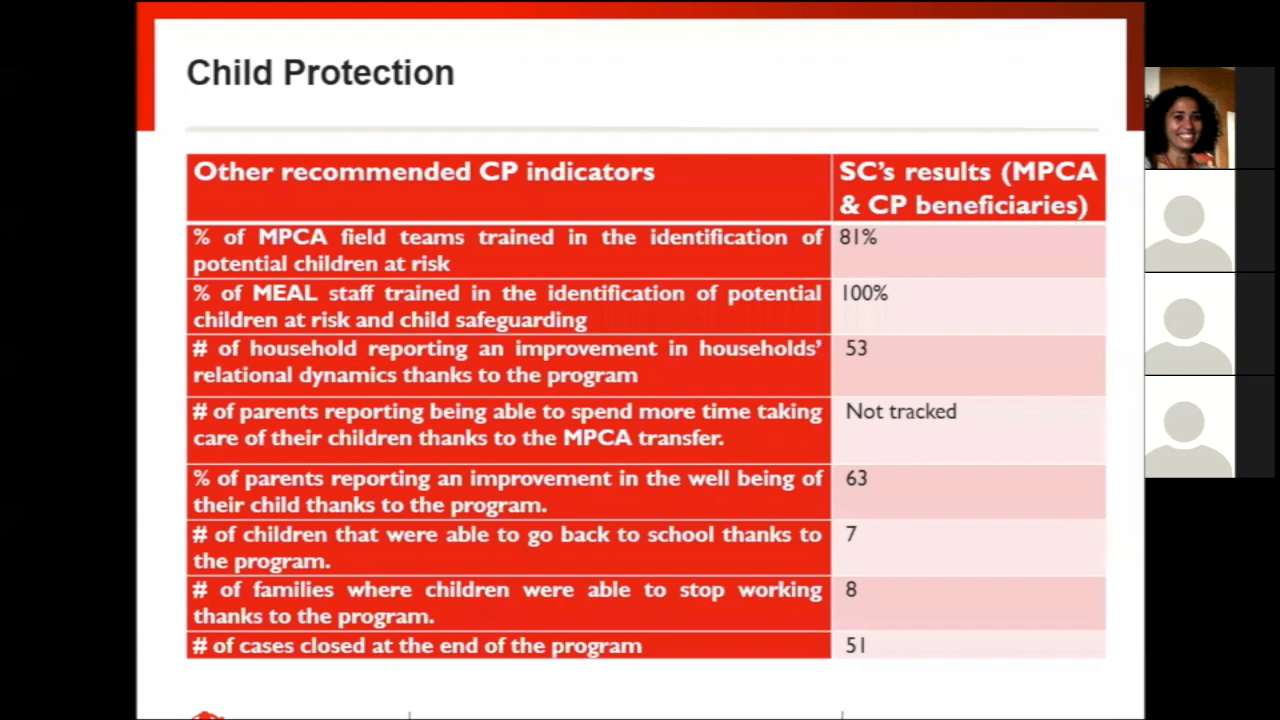 Child Protection
Other recommended CP indicators
SC's results (MPCA
& CP beneficiaries)
% of MPCA field teams trained in the identification of
potential children at risk
81%
% of MEAL staff trained in the identification of potential
children at risk and child safeguarding
100%
# of household reporting an improvement in households'
relational dynamics thanks to the program
53
# of parents reporting being able to spend more time taking
care of their children thanks to the MPCA transfer.
Not tracked
% of parents reporting an improvement in the well being of
their child thanks to the program.
63
# of children that were able to go back to school thanks to
the program.
7
# of families where children were able to stop working
thanks to the program.
8
# of cases closed at the end of the program
51